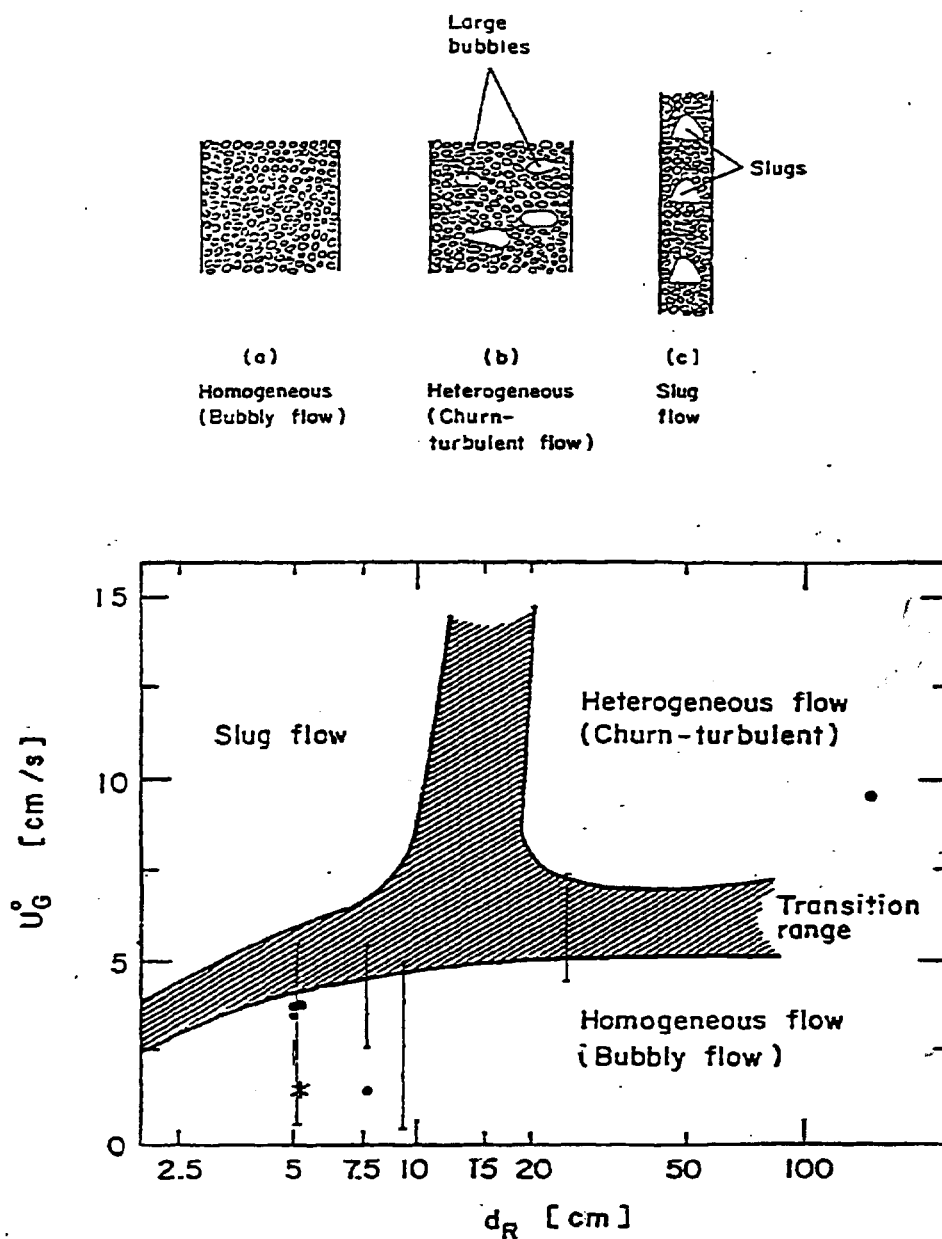 Large
bubbles
Slugs
(a)
(b)
(c]
Homogeneous
(Bubbly flow)
Heterogeneous
(Churn-
turbulent flow)
Slug
flow
15
10
5
0
U°G [cm/s]
Slug flow
Heterogeneous flow
(Churn-turbulent)
Transition
range
Homogeneous flow
(Bubbly flow)
2.5 5 7.5 10 15 20 50 100
dR [cm]